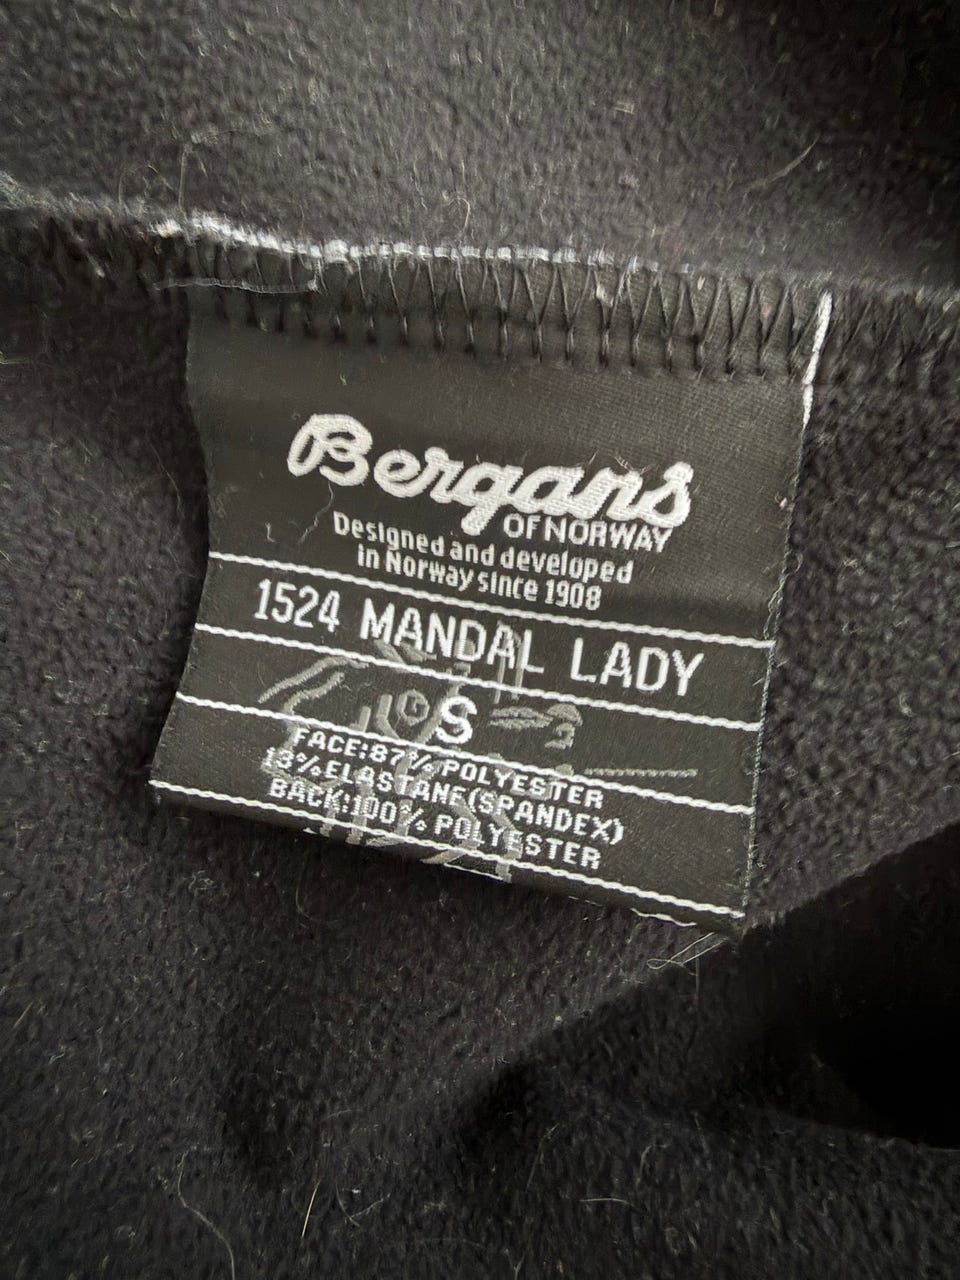 Bergans
OF NORWAY
Designed and developed
in Norway since 1908
1524 MANDAL LADY
S
FACE:87% POLYESTER
13%ELASTANE(SPANDEX)
BACK:100% POLYESTER